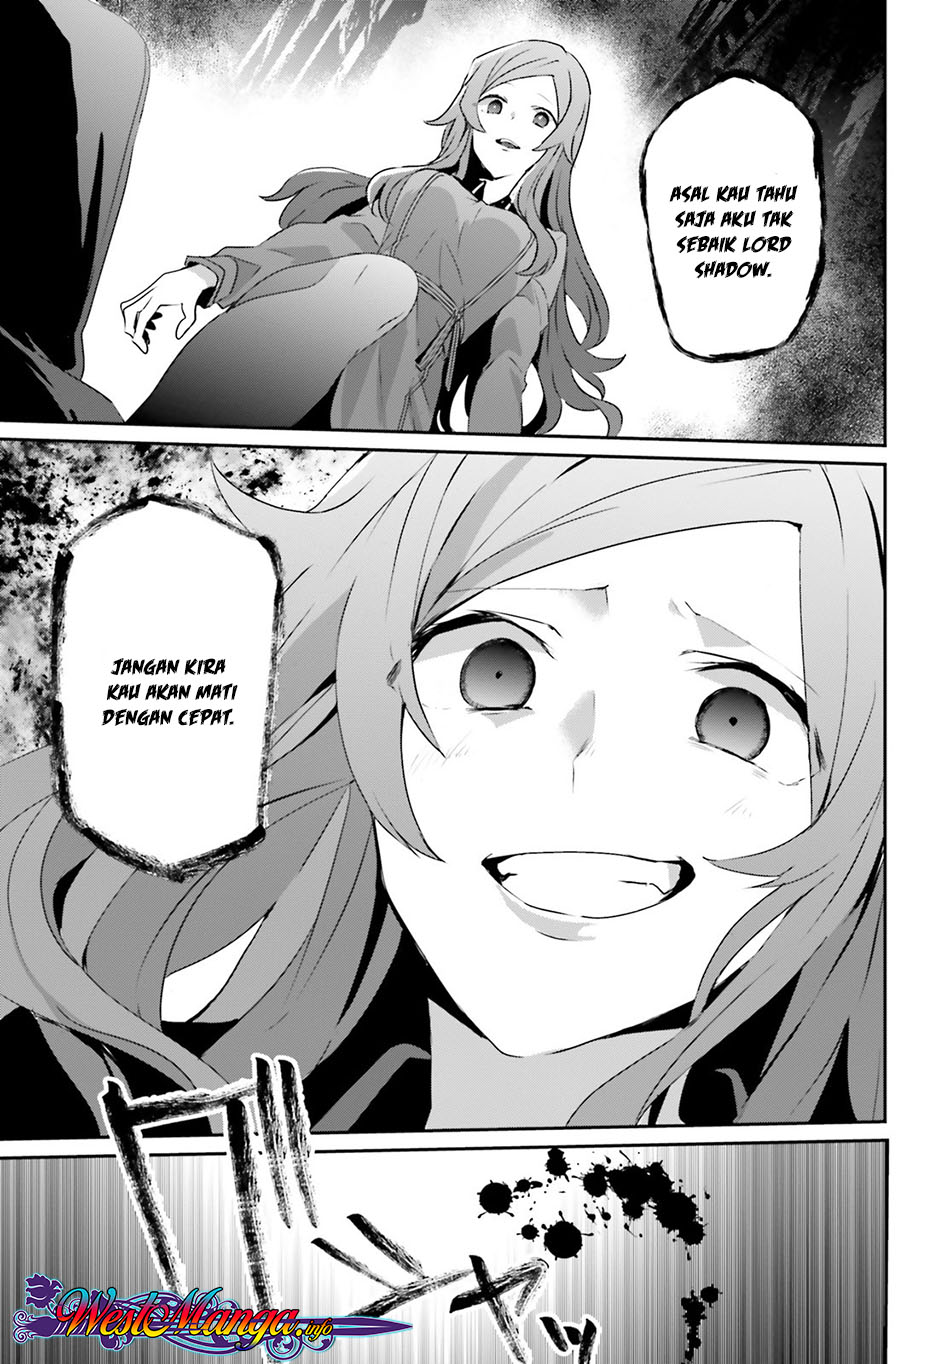 ASAL KAU TAHU
SAJA AKU TAK
SEBAIK LORD
SHADOW.
JANGAN KIRA
KAU AKAN MATI
DENGAN CEPAT.
WestManga.info